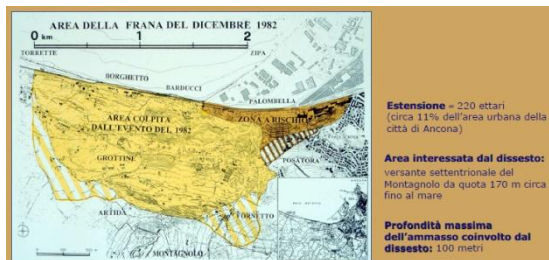 AREA DELLA FRANA DEL DICEMBRE 1982
0 km 1 2
TORRETTE ZIPA
BORGHETTO
BARDUCCI
PALOMBELLA
AREA COLPITA
DALL'EVENTO DEL 1982
ZONA A RISCHIO
GROTTINE
POSATORA
ARTIDA
FORNETTO
MONTAGNOLO
Estensione = 220 ettari
(circa 11% dell'area urbana della
città di Ancona)
Area interessata dal dissesto:
versante settentrionale del
Montagnolo da quota 170 m circa
fino al mare
Profondità massima
dell'ammasso coinvolto dal
dissesto: 100 metri